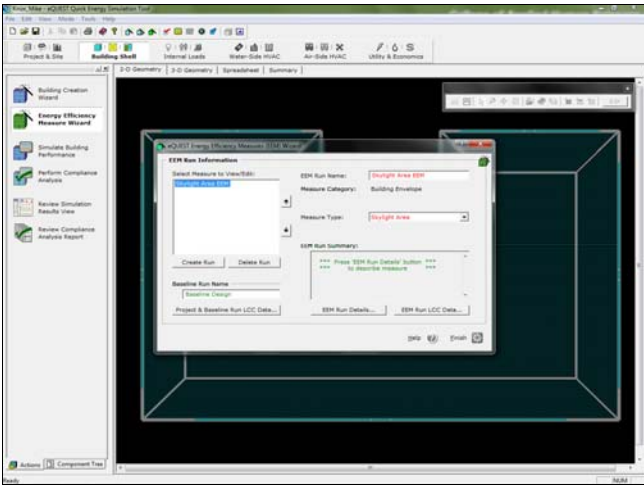 Kiron_Mike - eQUEST Quick Energy Simulation Tool
File Edit View Mode Tools Help
Project & Site
Building Shell
Internal Loads
Water-Side HVAC
Air-Side HVAC
Utility & Economics
2-D Geometry | 3-D Geometry | Spreadsheet | Summary
Building Creation
Wizard
Energy Efficiency
Measure Wizard
Simulate Building
Performance
Perform Compliance
Analysis
Review Simulation
Results View
Review Compliance
Analysis Report
eQUEST Energy Efficiency Measures (EEM) Wizard
EEM Run Information
Select Measure to View/Edit:
Skylight Area EEM
Create Run
Delete Run
Baseline Run Name
Baseline Design
Project & Baseline Run LCC Data...
EEM Run Name:
Skylight Area EEM
Measure Category:
Building Envelope
Measure Type:
Skylight Area
EEM Run Summary:
*** Press 'EEM Run Details' button ***
*** to describe measure ***
EEM Run Details...
EEM Run LCC Data...
Help
Finish
Actions
Component Tree
Ready
NUM